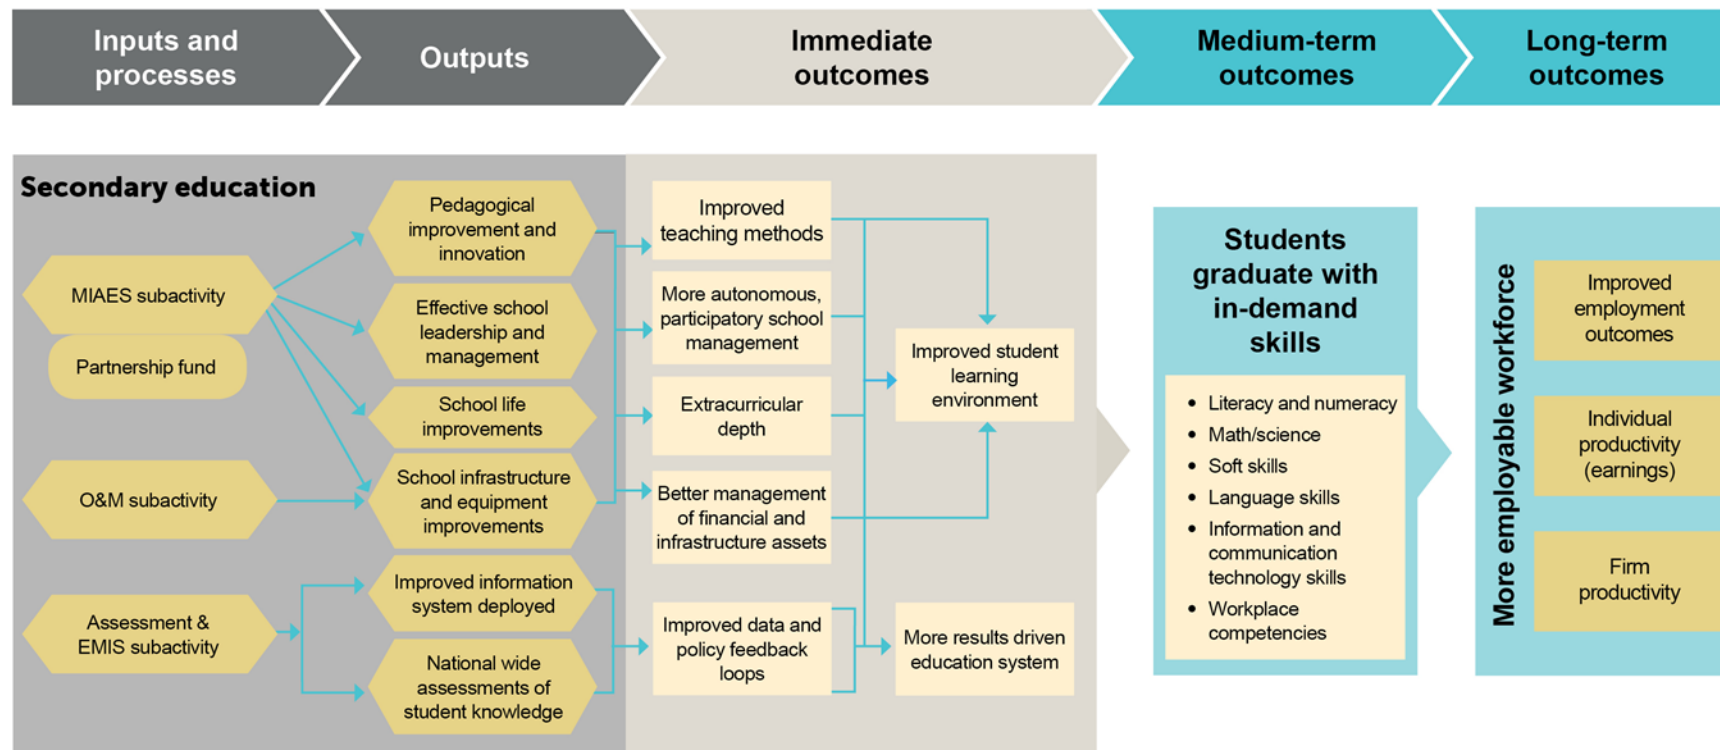 Inputs and
processes
Outputs
Immediate
outcomes
Medium-term
outcomes
Long-term
outcomes
Secondary education
MIAES subactivity
Partnership fund
O&M subactivity
Assessment &
EMIS subactivity
Pedagogical
improvement and
innovation
Effective school
leadership and
management
School life
improvements
School infrastructure
and equipment
improvements
Improved information
system deployed
National wide
assessments of
student knowledge
Improved
teaching methods
More autonomous,
participatory school
management
Extracurricular
depth
Better management
of financial and
infrastructure assets
Improved data and
policy feedback
loops
Improved student
learning
environment
More results driven
education system
Students
graduate with
in-demand
skills
• Literacy and numeracy
• Math/science
• Soft skills
• Language skills
• Information and
communication
technology skills
• Workplace
competencies
More employable workforce
Improved
employment
outcomes
Individual
productivity
(earnings)
Firm
productivity